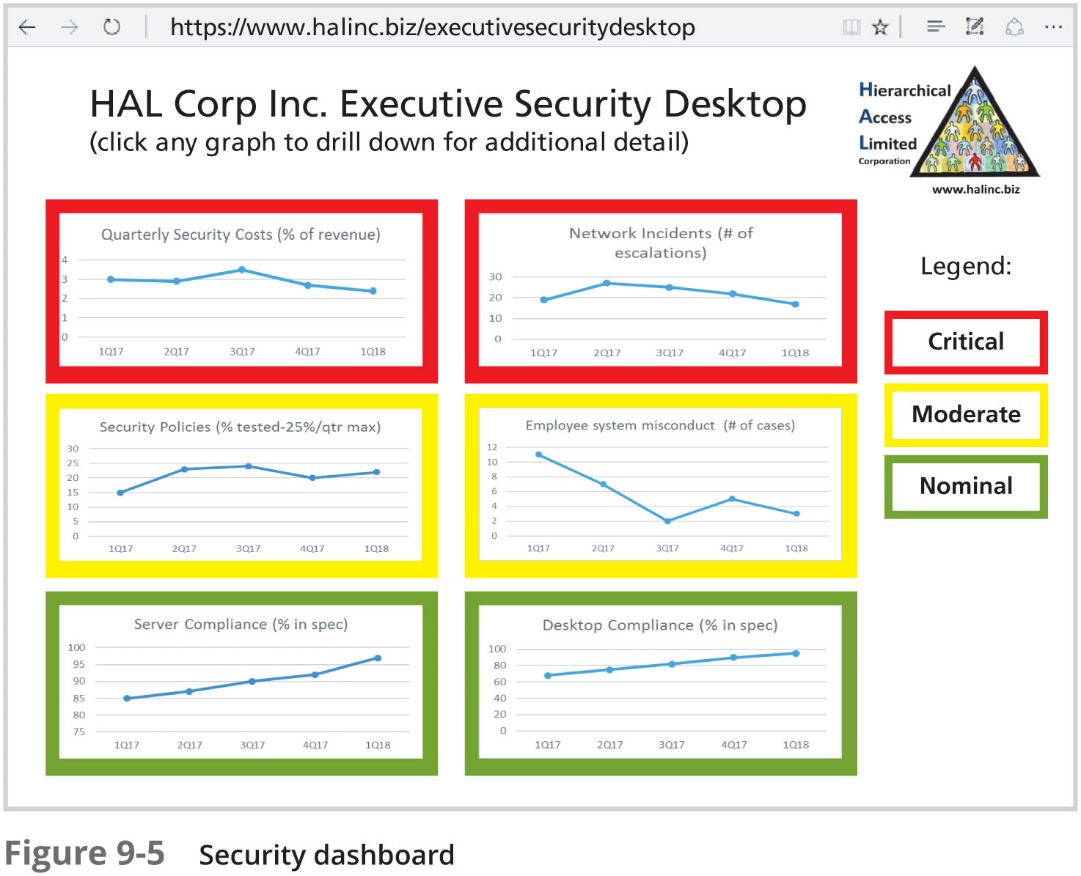 https://www.halinc.biz/executivesecuritydesktop
HAL Corp Inc. Executive Security Desktop
(click any graph to drill down for additional detail)
Hierarchical
Access
Limited
Corporation
www.halinc.biz
Quarterly Security Costs (% of revenue)
4
3
2
1
0
1Q17 2Q17 3Q17 4Q17 1Q18
Network Incidents (# of
escalations)
30
20
10
0
1Q17 2Q17 3Q17 4Q17 1Q18
Legend:
Critical
Moderate
Nominal
Security Policies (% tested-25%/qtr max)
30
25
20
15
10
5
0
1Q17 2Q17 3Q17 4Q17 1Q18
Employee system misconduct (# of cases)
12
10
8
6
4
2
0
1Q17 2Q17 3Q17 4Q17 1Q18
Server Compliance (% in spec)
100
95
90
85
80
75
1Q17 2Q17 3Q17 4Q17 1Q18
Desktop Compliance (% in spec)
100
80
60
40
20
0
1Q17 2Q17 3Q17 4Q17 1Q18
Figure 9-5 Security dashboard